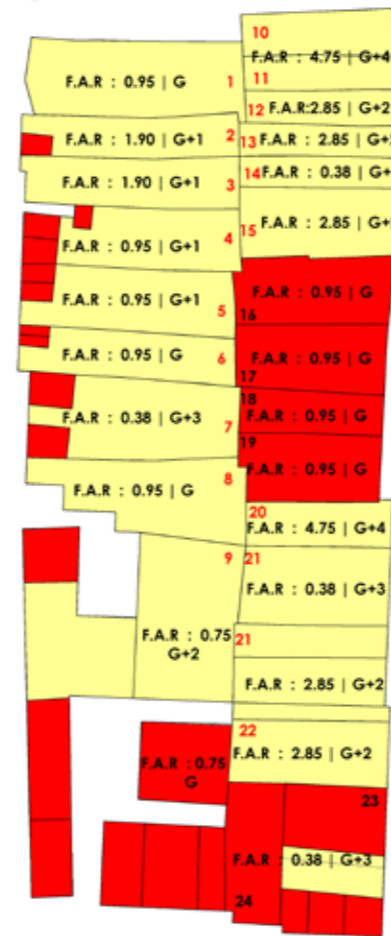 10
F.A.R : 4.75 | G+4
F.A.R : 0.95 | G
1
11
12
F.A.R:2.85 | G+2
F.A.R : 1.90 | G+1
2
13
F.A.R : 2.85 | G+
F.A.R : 1.90 | G+1
3
14
F.A.R : 0.38 | G+
15
F.A.R : 2.85 | G+
F.A.R : 0.95 | G+1
4
F.A.R : 0.95 | G
F.A.R : 0.95 | G+1
5
16
F.A.R : 0.95 | G
6
F.A.R : 0.95 | G
17
18
F.A.R : 0.38 | G+3
7
F.A.R : 0.95 | G
19
8
F.A.R : 0.95 | G
F.A.R : 0.95 | G
20
F.A.R : 4.75 | G+4
9
21
F.A.R : 0.38 | G+3
F.A.R : 0.75
G+2
21
F.A.R : 2.85 | G+2
22
F.A.R : 2.85 | G+2
F.A.R : 0.75
G
23
F.A.R : 0.38 | G+3
24